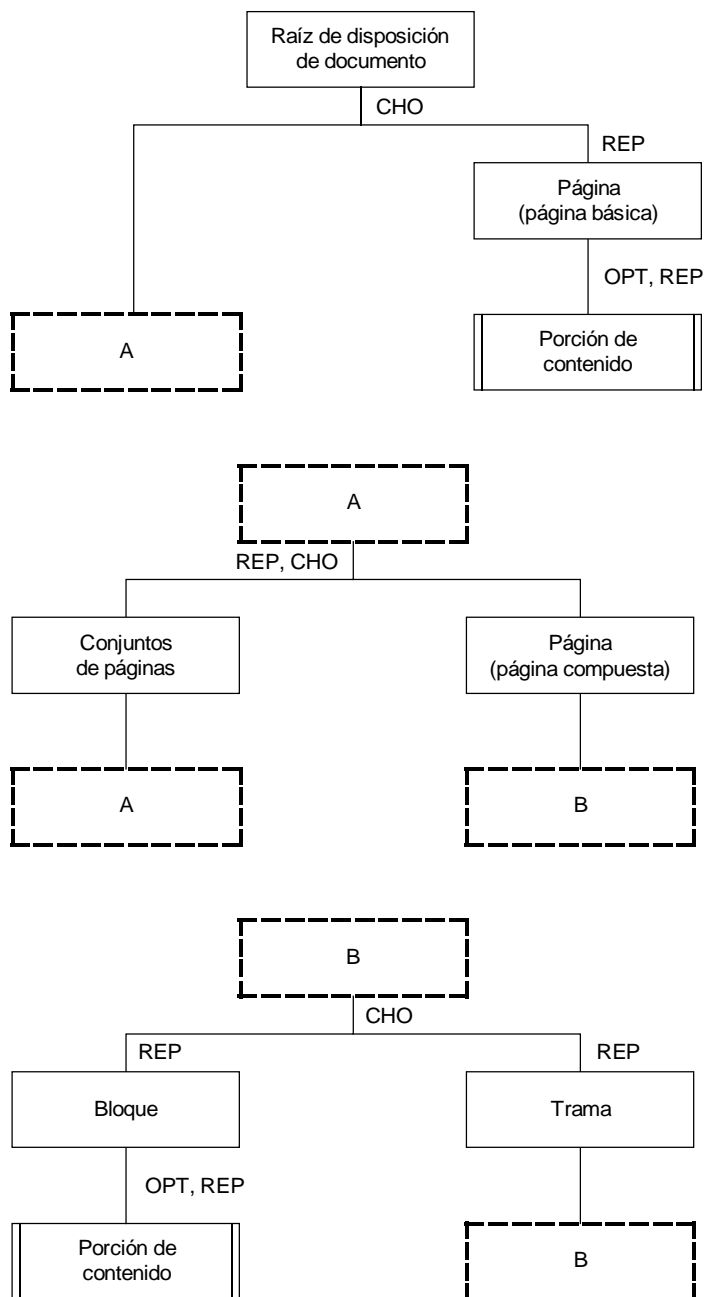 Raíz de disposición
de documento
CHO
REP
Página
(página básica)
OPT, REP
A
Porción de
contenido
A
REP, CHO
Conjuntos
de páginas
Página
(página compuesta)
A
B
B
CHO
REP
REP
Bloque
Trama
OPT, REP
Porción de
contenido
B